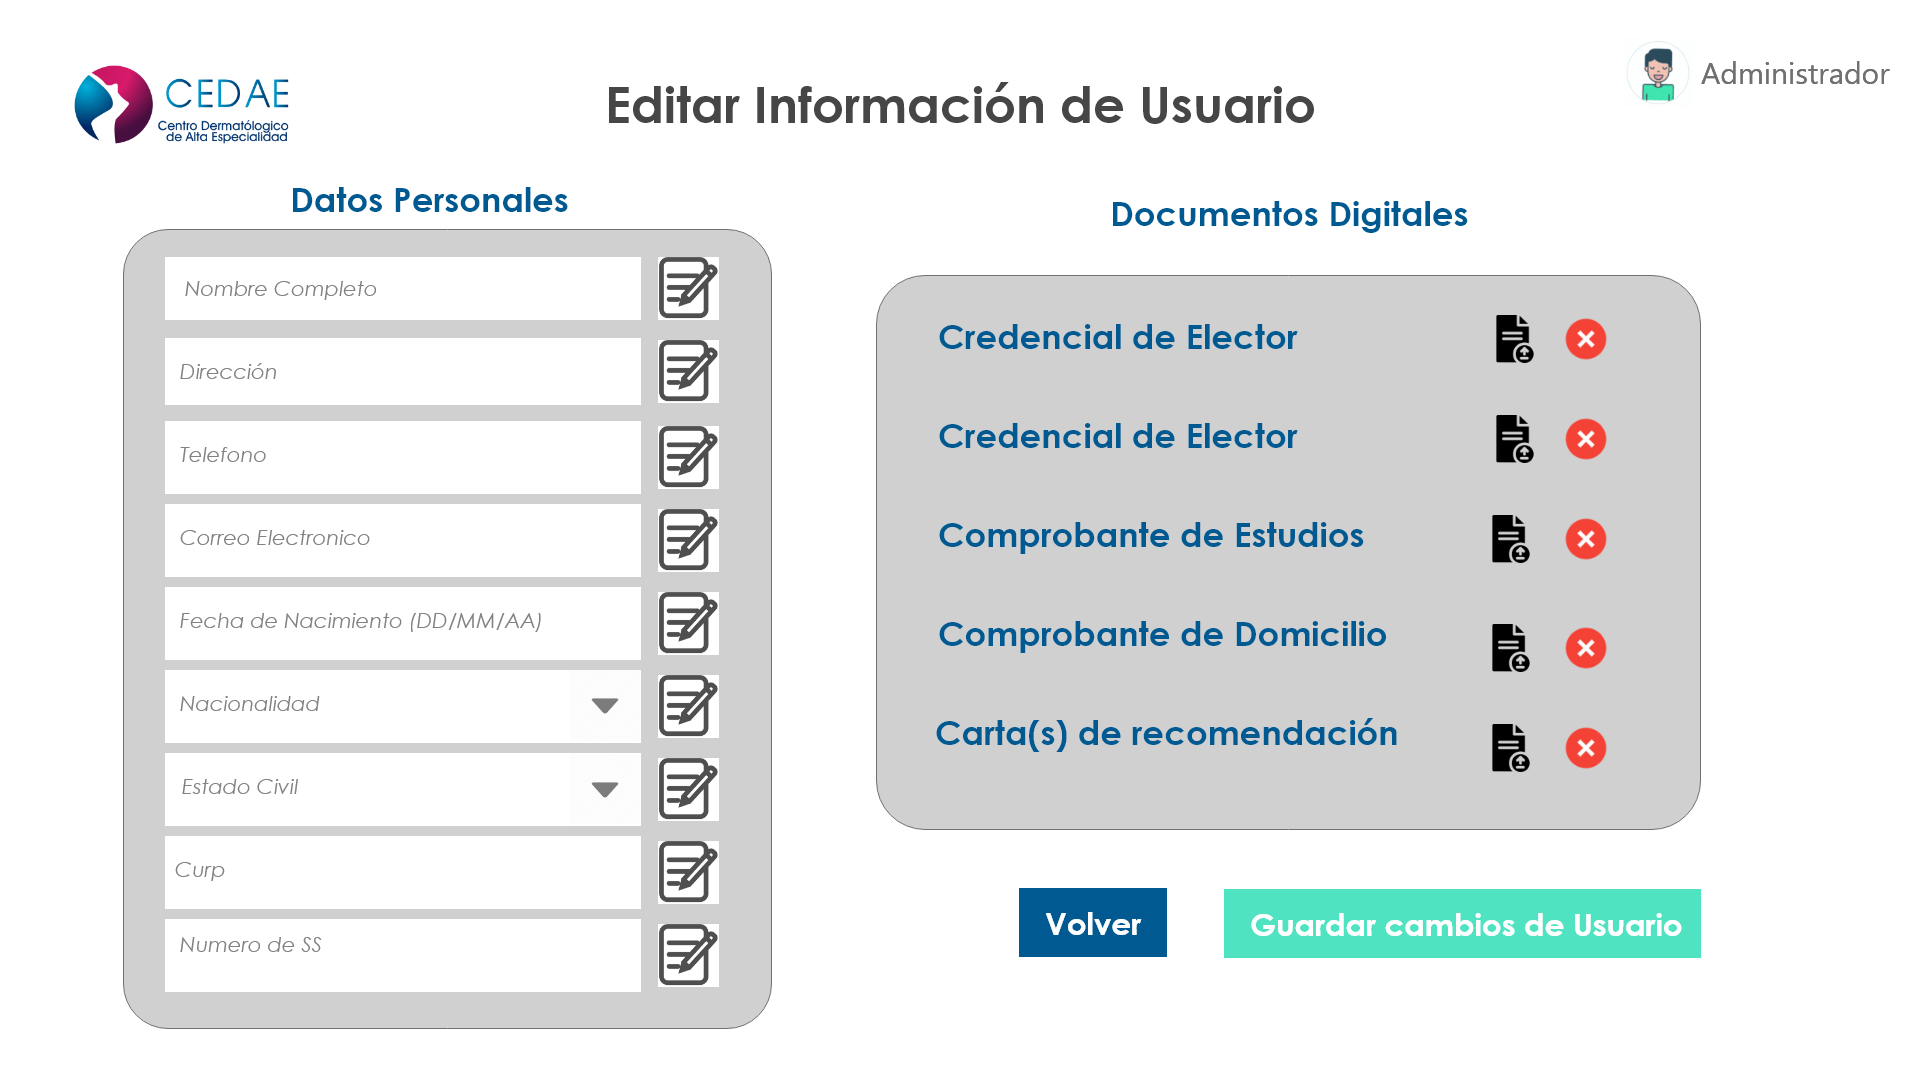 CEDAE
Centro Dermatólogico
de Alta Especialidad
Editar Información de Usuario
Administrador
Datos Personales
Nombre Completo
Dirección
Telefono
Correo Electronico
Fecha de Nacimiento (DD/MM/AA)
Nacionalidad
Estado Civil
Curp
Numero de SS
Documentos Digitales
Credencial de Elector
Credencial de Elector
Comprobante de Estudios
Comprobante de Domicilio
Carta(s) de recomendación
Volver
Guardar cambios de Usuario